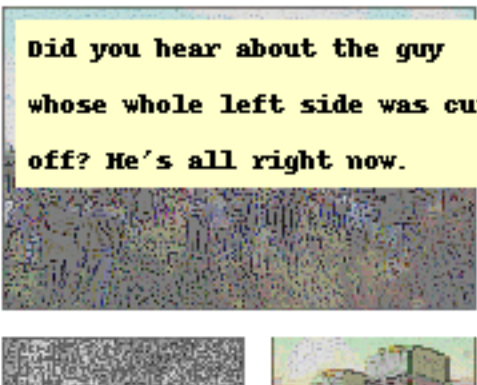 Did you hear about the guy
whose whole left side was cu
off? He's all right now.